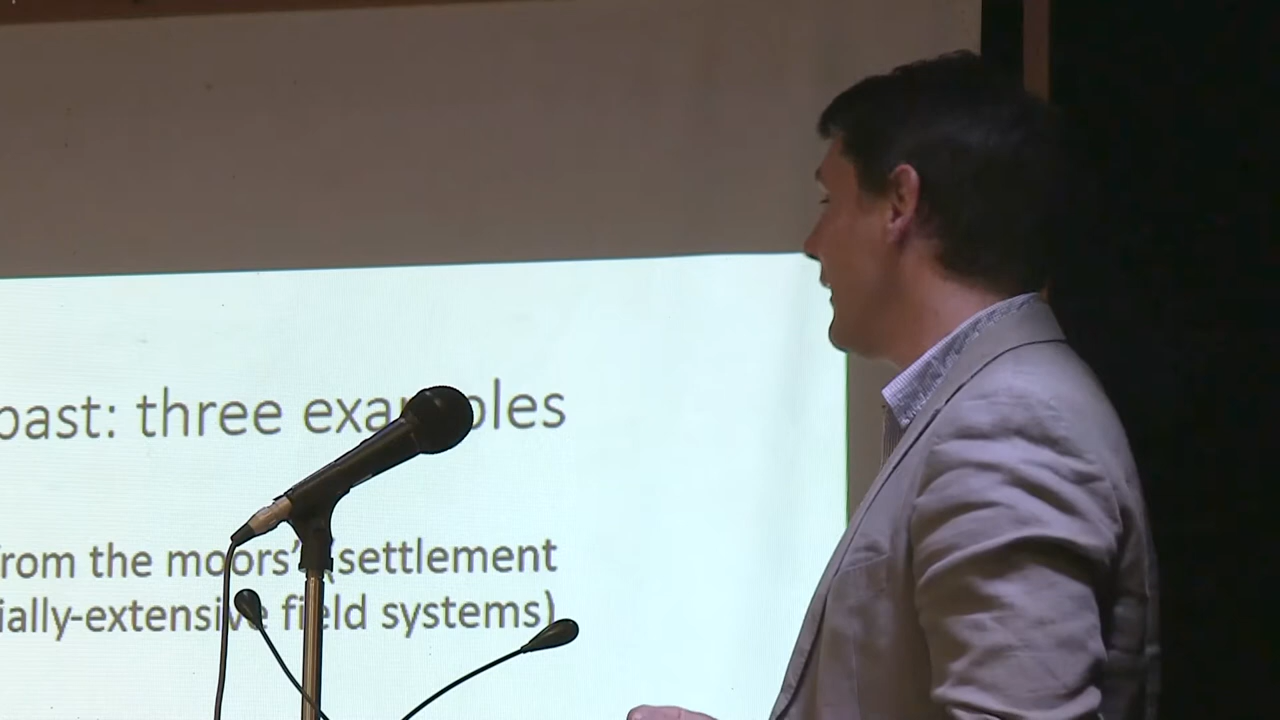 past: three examples
from the moors' (settlement
ially-extensive field systems)